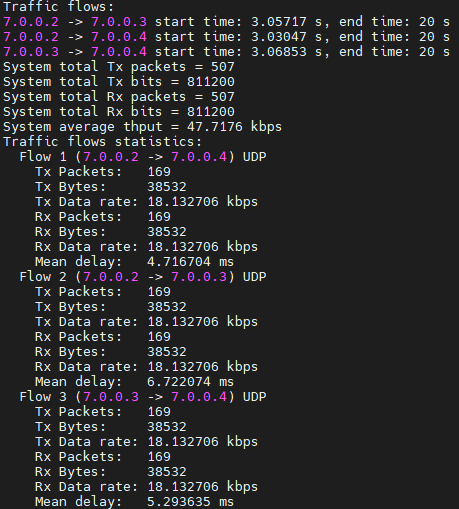 Traffic flows:
7.0.0.2 -> 7.0.0.3 start time: 3.05717 s, end time: 20 s
7.0.0.2 -> 7.0.0.4 start time: 3.03047 s, end time: 20 s
7.0.0.3 -> 7.0.0.4 start time: 3.06853 s, end time: 20 s
System total Tx packets = 507
System total Tx bits = 811200
System total Rx packets = 507
System total Rx bits = 811200
System average thput = 47.7176 kbps
Traffic flows statistics:
  Flow 1 (7.0.0.2 -> 7.0.0.4) UDP
    Tx Packets:   169
    Tx Bytes:     38532
    Tx Data rate: 18.132706 kbps
    Rx Packets:   169
    Rx Bytes:     38532
    Rx Data rate: 18.132706 kbps
    Mean delay:   4.716704 ms
  Flow 2 (7.0.0.2 -> 7.0.0.3) UDP
    Tx Packets:   169
    Tx Bytes:     38532
    Tx Data rate: 18.132706 kbps
    Rx Packets:   169
    Rx Bytes:     38532
    Rx Data rate: 18.132706 kbps
    Mean delay:   6.722074 ms
  Flow 3 (7.0.0.3 -> 7.0.0.4) UDP
    Tx Packets:   169
    Tx Bytes:     38532
    Tx Data rate: 18.132706 kbps
    Rx Packets:   169
    Rx Bytes:     38532
    Rx Data rate: 18.132706 kbps
    Mean delay:   5.293635 ms